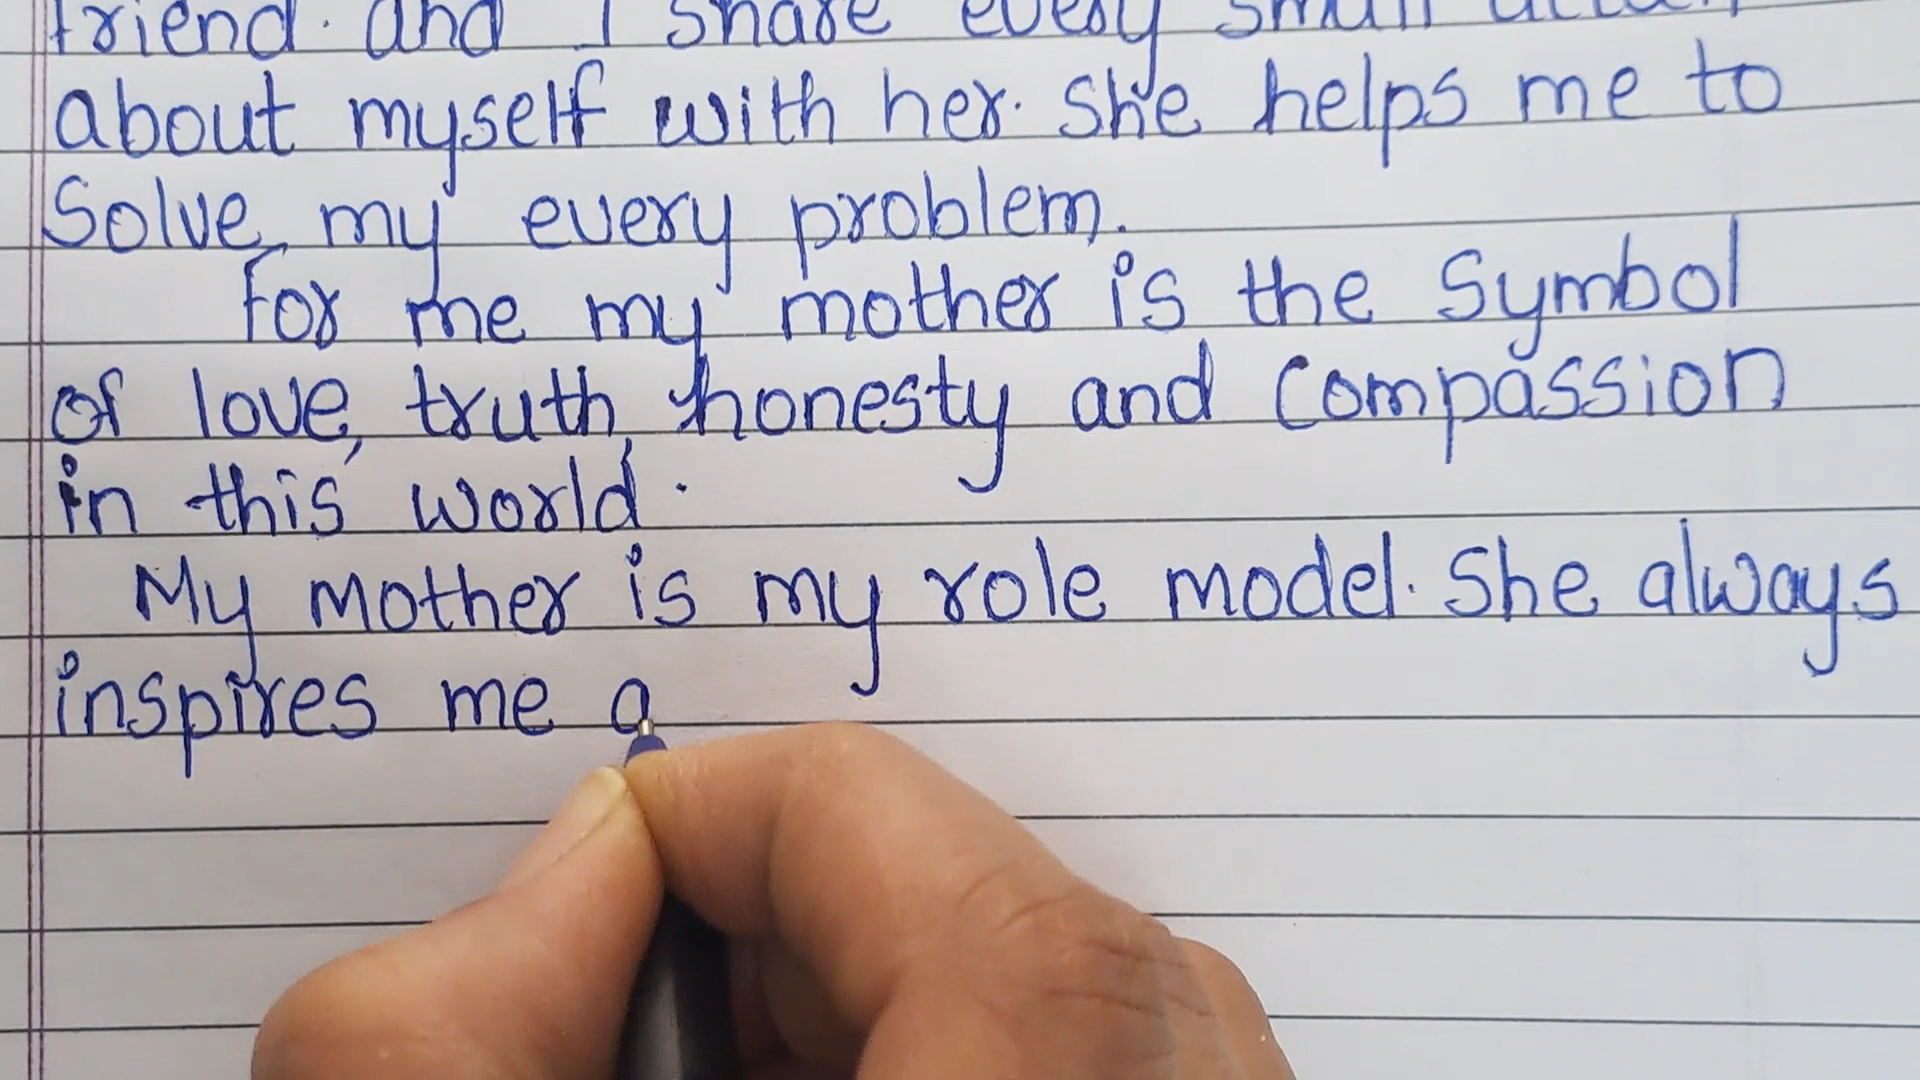 friend. and I share every small
about myself with her. She helps me to
Solve my every problem.
For me my mother is the Symbol
of love, truth, honesty and Compassion
in this world.
My Mother is my role model. She always
inspires me a